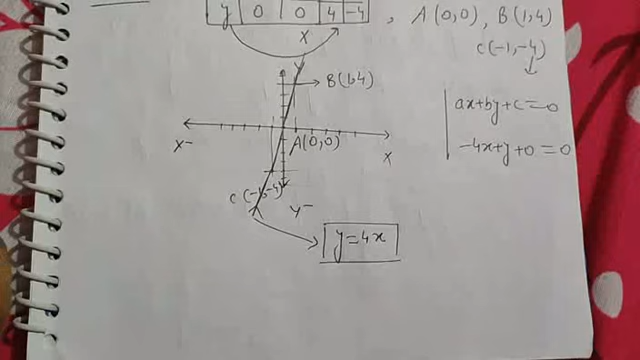 y 0 0 4 -4 , A(0,0), B(1,4)
X C(-1,-4)
Y
B(1,4)
ax+by+c=0
X- A(0,0) X
-4x+y+0=0
C(-1,-4)
Y-
y=4x